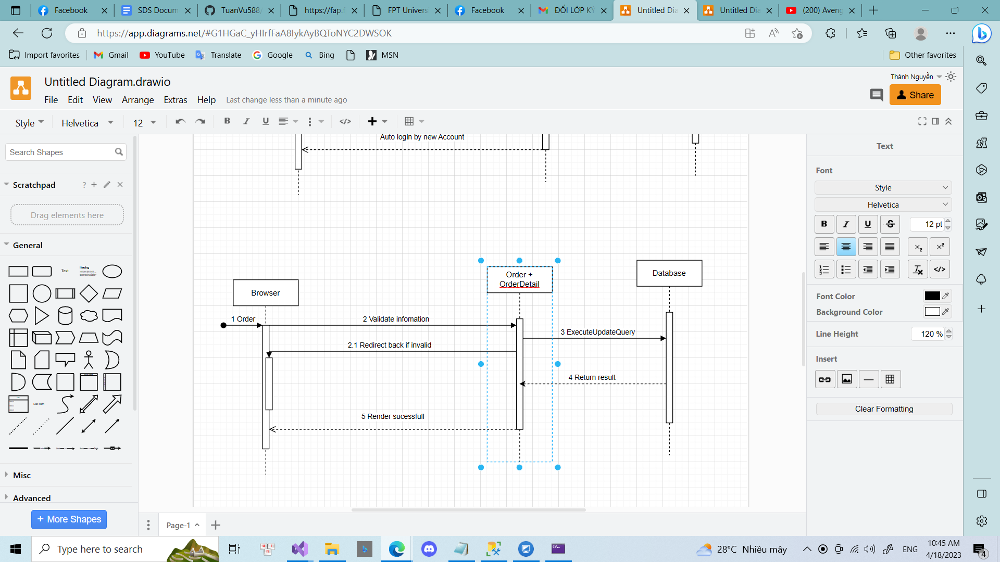 Facebook
SDS Docum
TuanVu588/
https://fap.f
FPT Univers
Facebook
ĐỔI LỚP KỲ
Untitled Dia
Untitled Dia
(200) Aveng
https://app.diagrams.net/#G1HGaC_yHIrfFaA8IykAyBQToNYC2DWSOK
Import favorites
Gmail
YouTube
Translate
Google
Bing
MSN
Other favorites
Untitled Diagram.drawio
Thành Nguyễn
File
Edit
View
Arrange
Extras
Help
Last change less than a minute ago
Share
Style
Helvetica
12
Search Shapes
Scratchpad
Drag elements here
General
Text
Heading
List Item
Misc
Advanced
+ More Shapes
Auto login by new Account
Browser
Order +
OrderDetail
Database
1 Order
2 Validate infomation
3 ExecuteUpdateQuery
2.1 Redirect back if invalid
4 Return result
5 Render sucessfull
Page-1
Text
Font
Style
Helvetica
12 pt
Font Color
Background Color
Line Height
120 %
Insert
Clear Formatting
Type here to search
28°C Nhiều mây
ENG
10:45 AM
4/18/2023
4